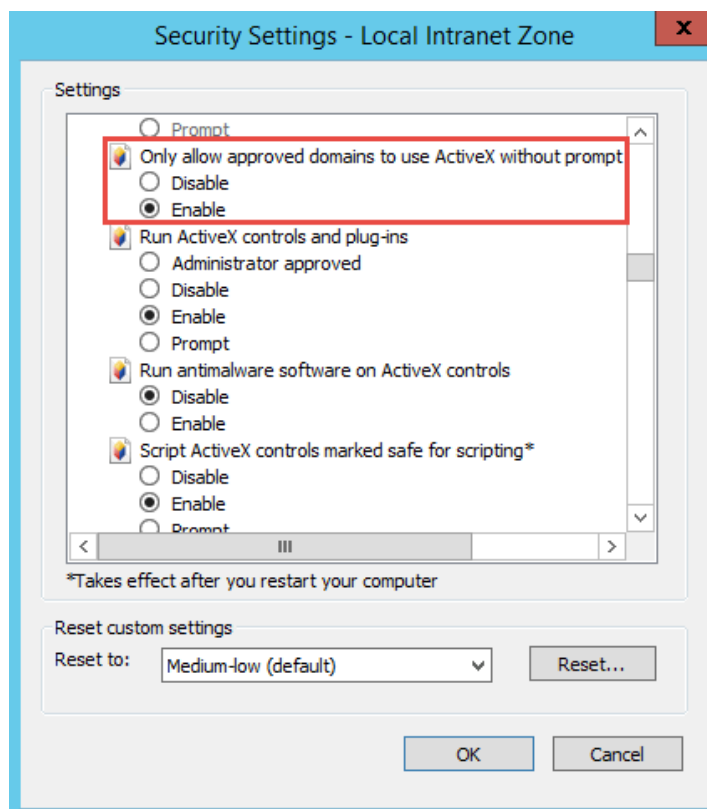 Security Settings - Local Intranet Zone
x
Settings
Prompt
Only allow approved domains to use ActiveX without prompt
Disable
Enable
Run ActiveX controls and plug-ins
Administrator approved
Disable
Enable
Prompt
Run antimalware software on ActiveX controls
Disable
Enable
Script ActiveX controls marked safe for scripting*
Disable
Enable
Prompt
*Takes effect after you restart your computer
Reset custom settings
Reset to:
Medium-low (default)
Reset...
OK
Cancel